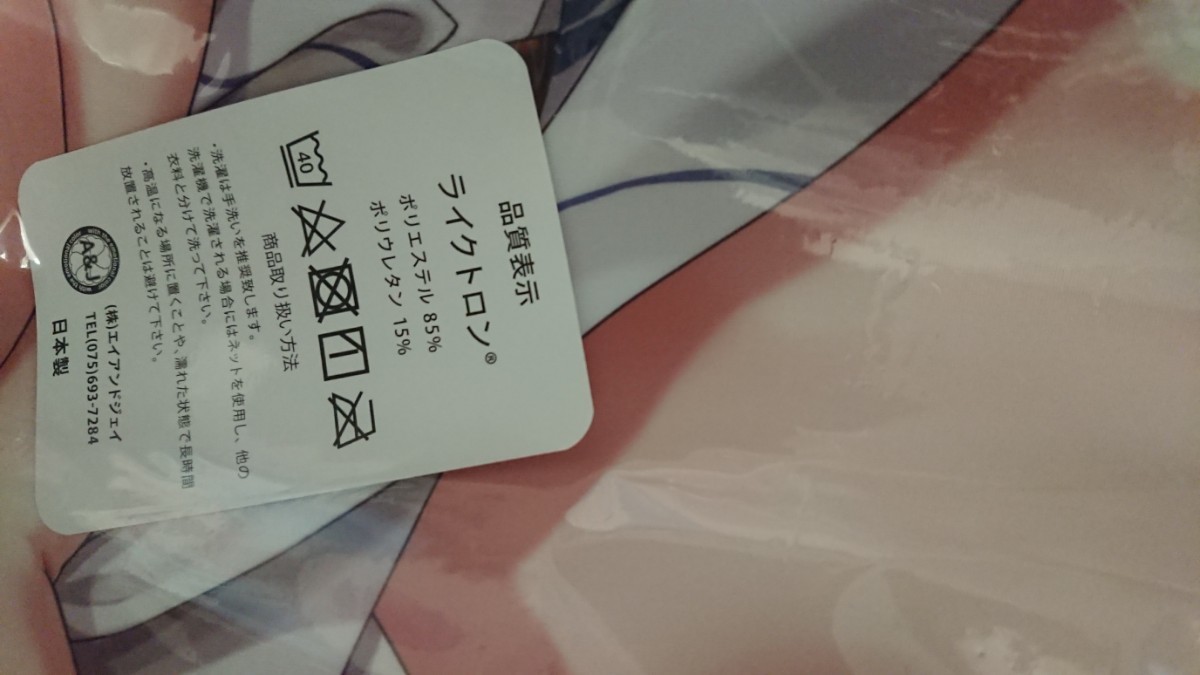 品質表示
ライクトロン®
ポリエステル 85%
ポリウレタン 15%
40
商品取り扱い方法
・洗濯は手洗いを推奨致します。
洗濯機で洗濯される場合にはネットを使用し、他の
衣料と分けて洗って下さい。
・高温になる場所に置くことや、濡れた状態で長時間
放置されることは避けて下さい。
A&J
(株)エイアンドジェイ
TEL(075)693-7284
日本製